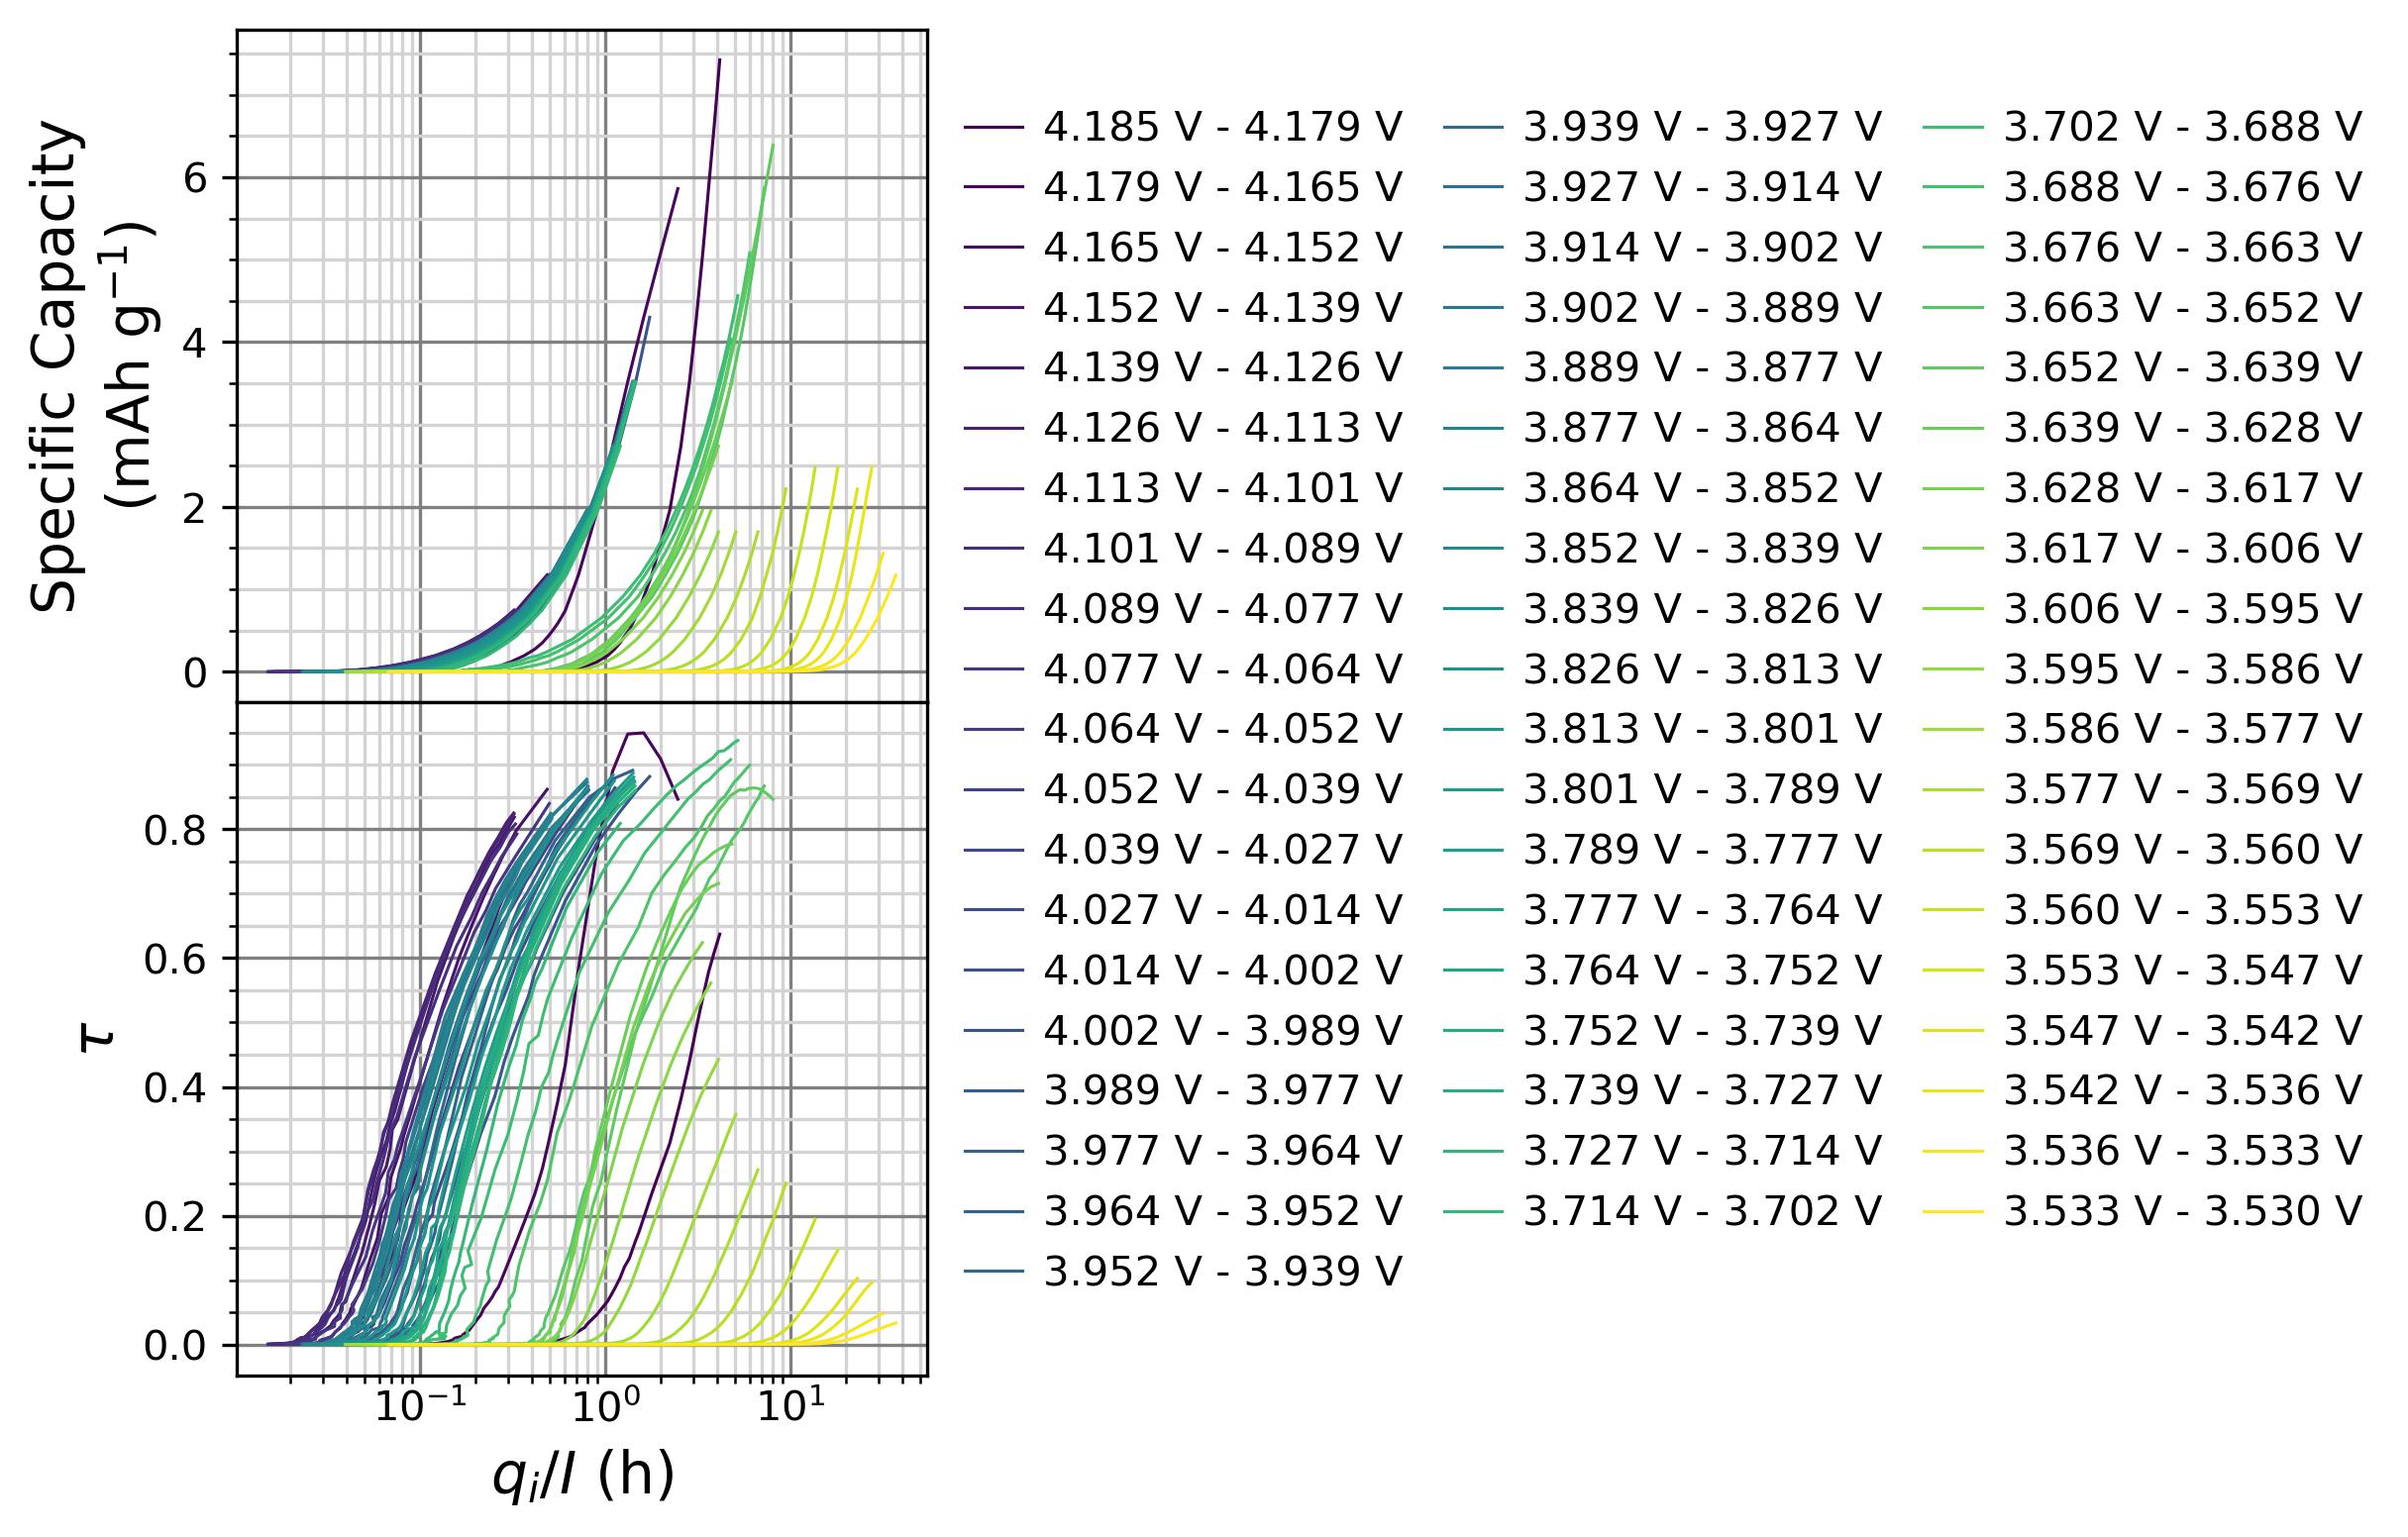 Specific Capacity
(mAh g⁻¹)
6
4
2
0
τ
0.8
0.6
0.4
0.2
0.0
10⁻¹ 10⁰ 10¹
qᵢ/I (h)
4.185 V - 4.179 V
4.179 V - 4.165 V
4.165 V - 4.152 V
4.152 V - 4.139 V
4.139 V - 4.126 V
4.126 V - 4.113 V
4.113 V - 4.101 V
4.101 V - 4.089 V
4.089 V - 4.077 V
4.077 V - 4.064 V
4.064 V - 4.052 V
4.052 V - 4.039 V
4.039 V - 4.027 V
4.027 V - 4.014 V
4.014 V - 4.002 V
4.002 V - 3.989 V
3.989 V - 3.977 V
3.977 V - 3.964 V
3.964 V - 3.952 V
3.952 V - 3.939 V
3.939 V - 3.927 V
3.927 V - 3.914 V
3.914 V - 3.902 V
3.902 V - 3.889 V
3.889 V - 3.877 V
3.877 V - 3.864 V
3.864 V - 3.852 V
3.852 V - 3.839 V
3.839 V - 3.826 V
3.826 V - 3.813 V
3.813 V - 3.801 V
3.801 V - 3.789 V
3.789 V - 3.777 V
3.777 V - 3.764 V
3.764 V - 3.752 V
3.752 V - 3.739 V
3.739 V - 3.727 V
3.727 V - 3.714 V
3.714 V - 3.702 V
3.702 V - 3.688 V
3.688 V - 3.676 V
3.676 V - 3.663 V
3.663 V - 3.652 V
3.652 V - 3.639 V
3.639 V - 3.628 V
3.628 V - 3.617 V
3.617 V - 3.606 V
3.606 V - 3.595 V
3.595 V - 3.586 V
3.586 V - 3.577 V
3.577 V - 3.569 V
3.569 V - 3.560 V
3.560 V - 3.553 V
3.553 V - 3.547 V
3.547 V - 3.542 V
3.542 V - 3.536 V
3.536 V - 3.533 V
3.533 V - 3.530 V